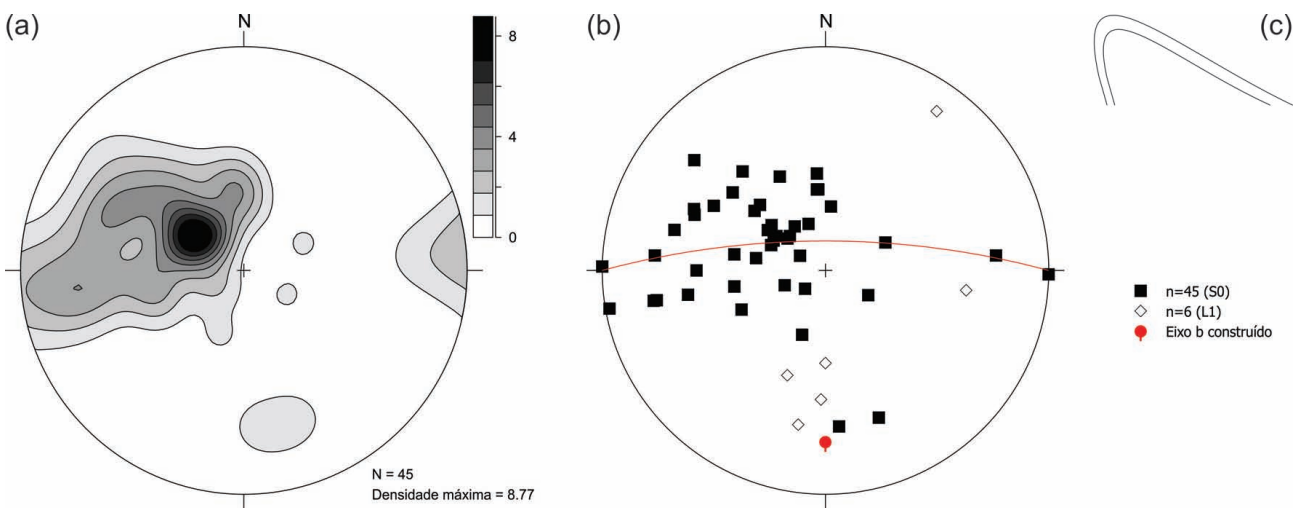 (a)
N
8
4
0
N = 45
Densidade máxima = 8.77
(b)
N
n=45 (S0)
n=6 (L1)
Eixo b construído
(c)